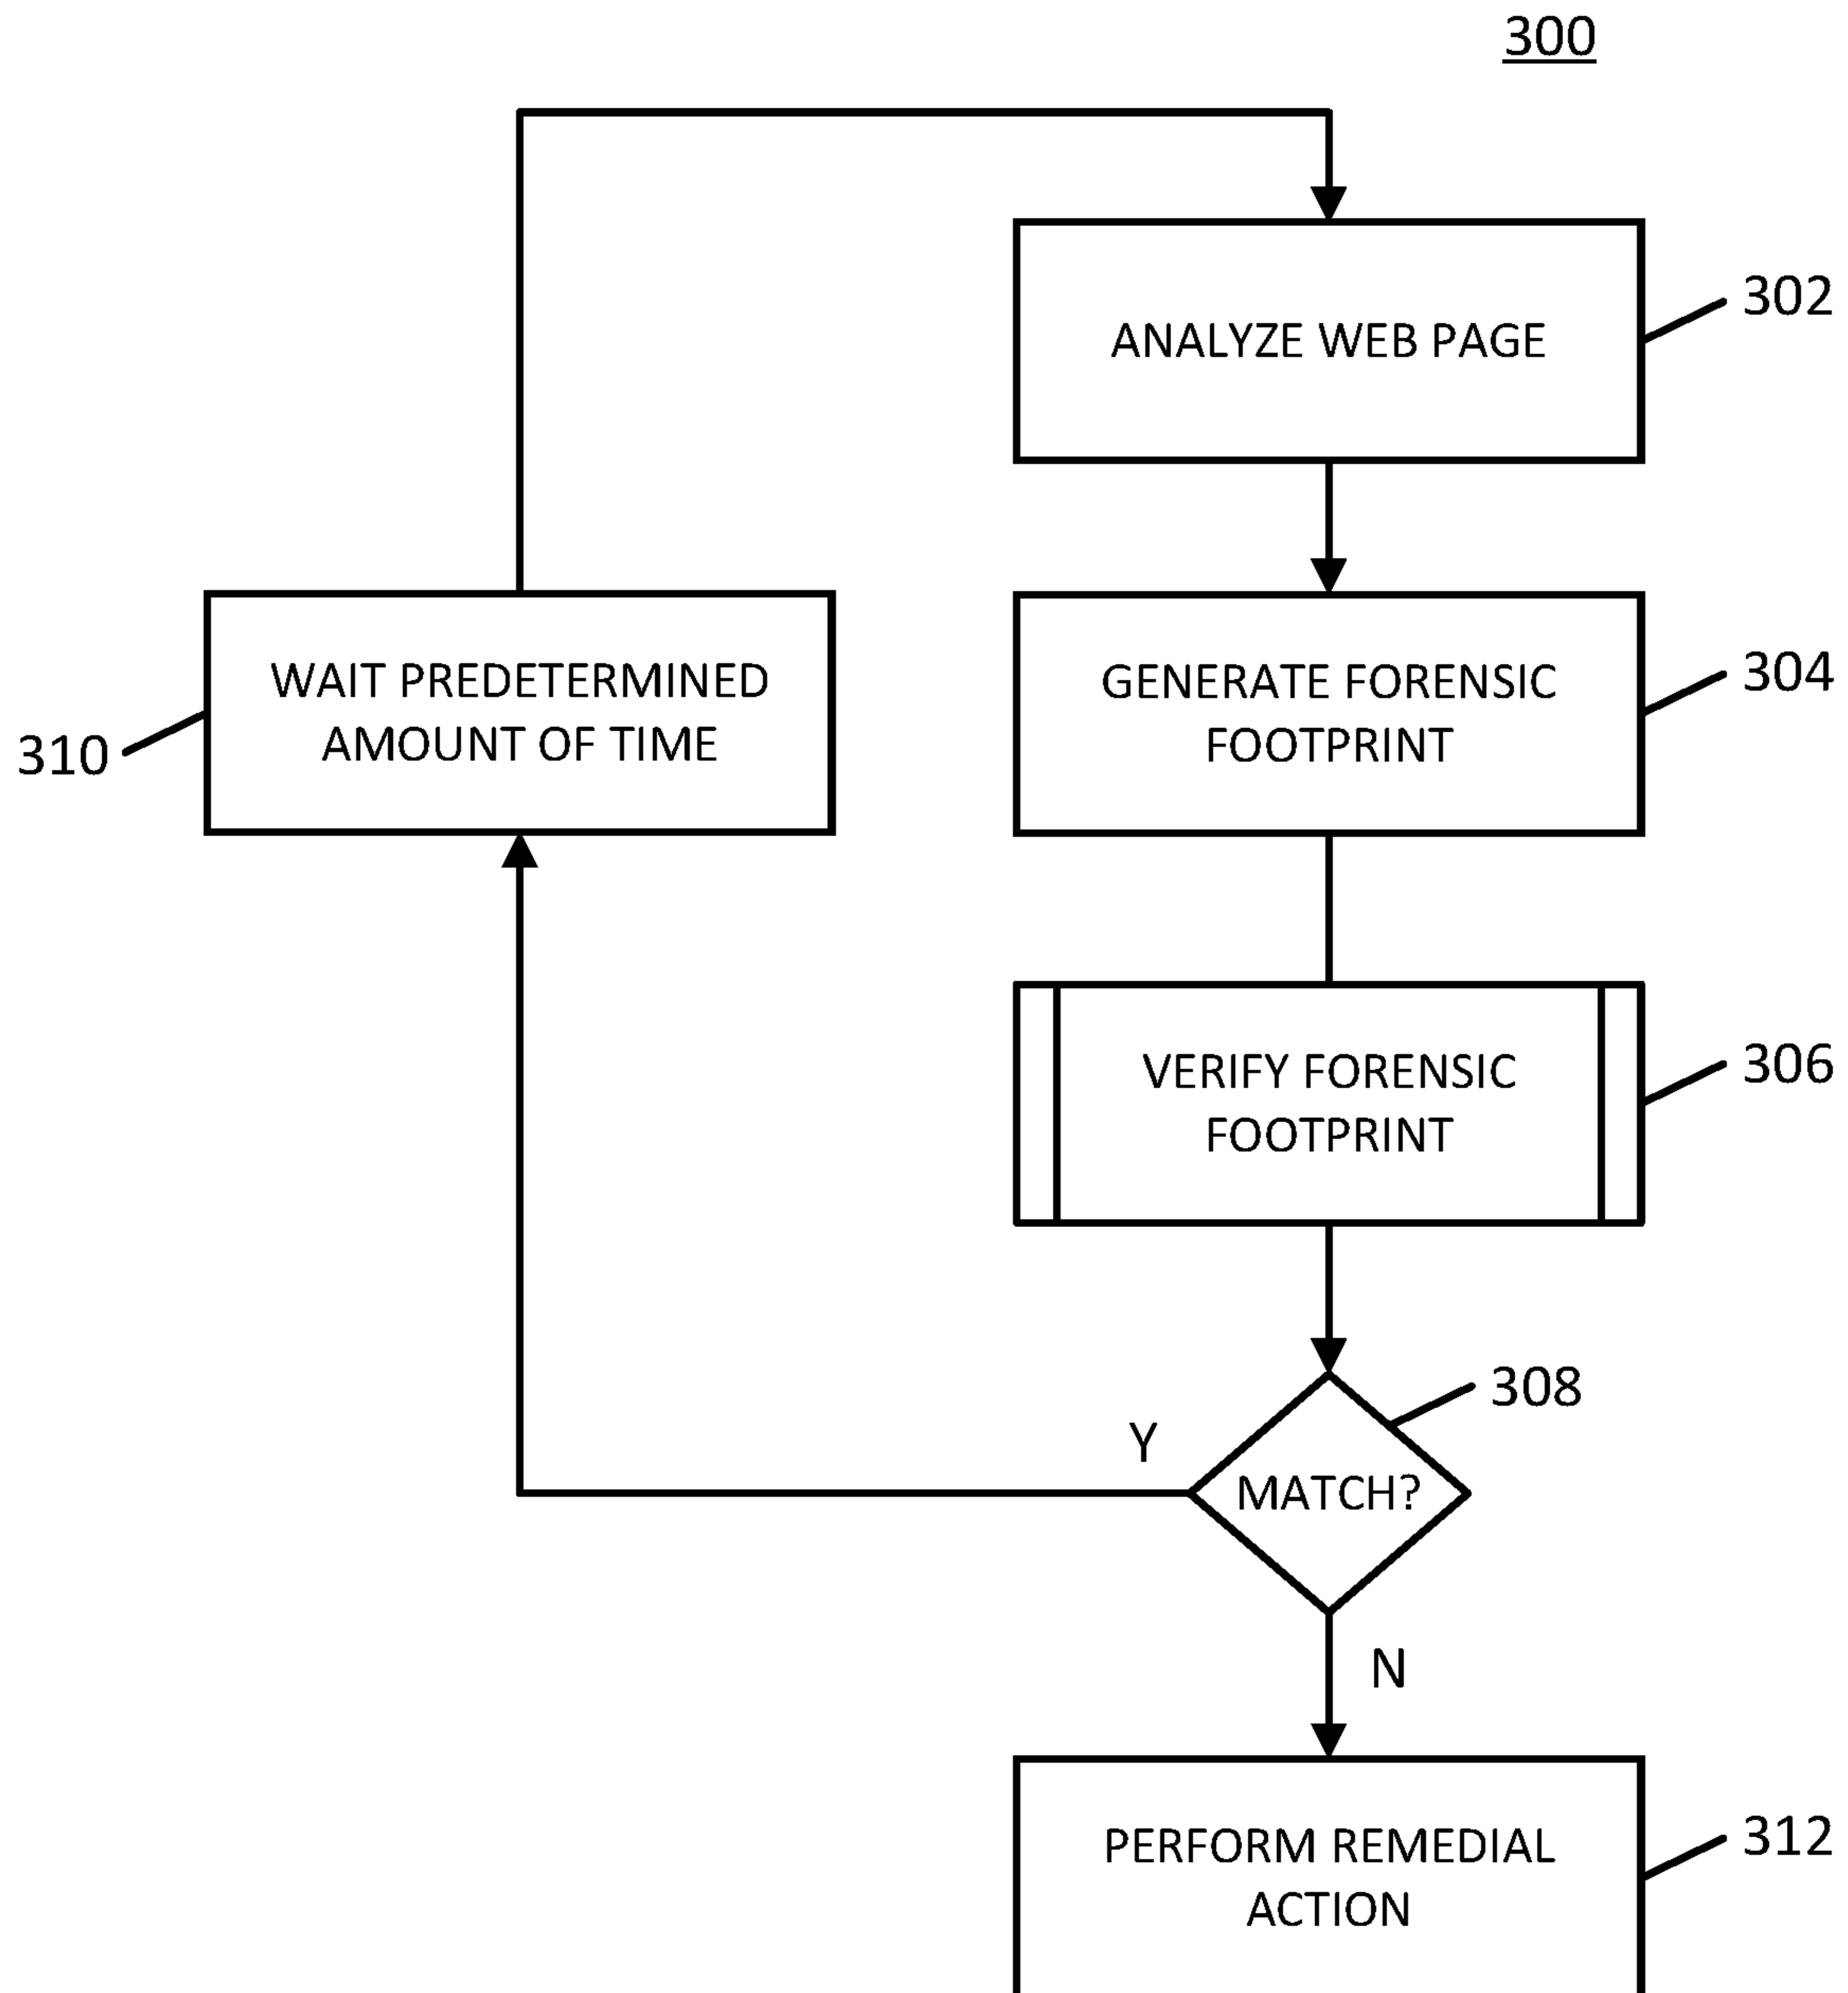 300
ANALYZE WEB PAGE
302
WAIT PREDETERMINED
AMOUNT OF TIME
310
GENERATE FORENSIC
FOOTPRINT
304
VERIFY FORENSIC
FOOTPRINT
306
308
Y
MATCH?
N
PERFORM REMEDIAL
ACTION
312